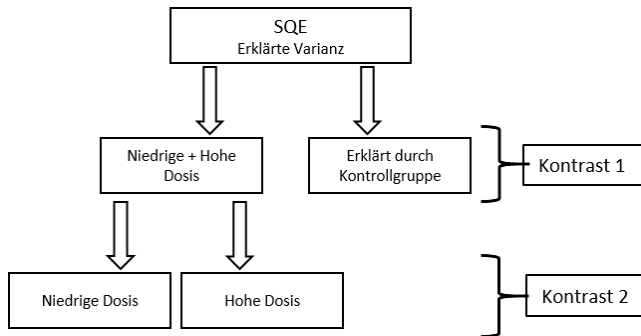 SQE
Erklärte Varianz
Niedrige + Hohe
Dosis
Erklärt durch
Kontrollgruppe
Kontrast 1
Niedrige Dosis
Hohe Dosis
Kontrast 2